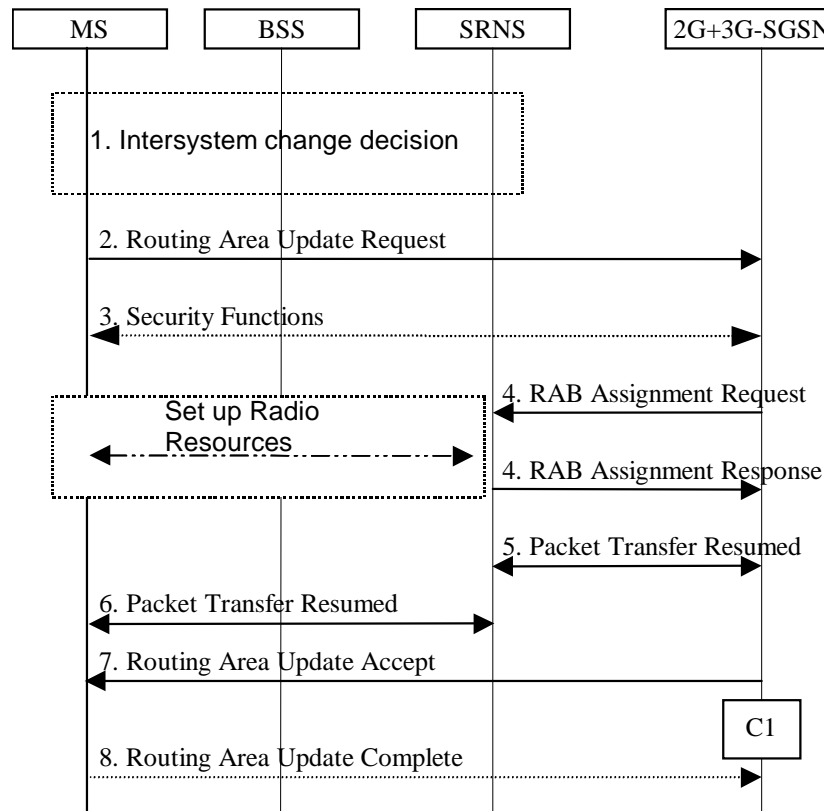 MS BSS SRNS 2G+3G-SGSN
1. Intersystem change decision
2. Routing Area Update Request
3. Security Functions
4. RAB Assignment Request
Set up Radio
Resources
4. RAB Assignment Response
5. Packet Transfer Resumed
6. Packet Transfer Resumed
7. Routing Area Update Accept
C1
8. Routing Area Update Complete